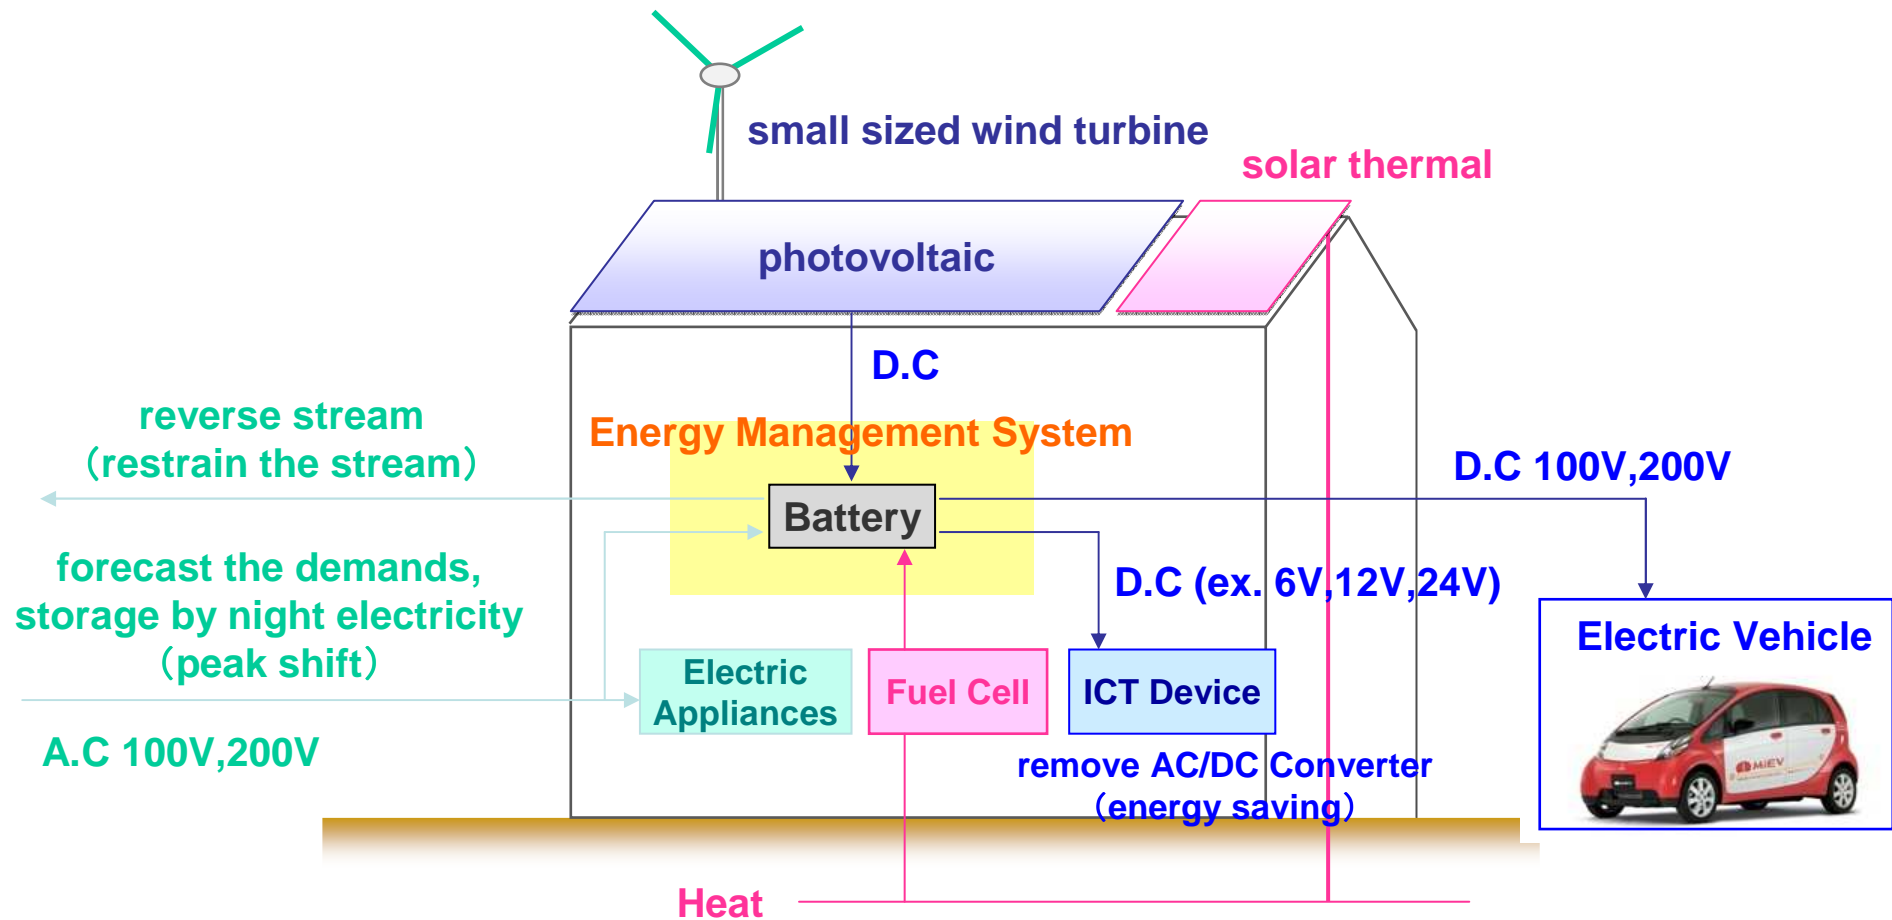 small sized wind turbine
solar thermal
photovoltaic
D.C
reverse stream
（restrain the stream）
Energy Management System
D.C 100V,200V
Battery
forecast the demands,
storage by night electricity
（peak shift）
D.C (ex. 6V,12V,24V)
Electric Vehicle
Electric
Appliances
Fuel Cell
ICT Device
A.C 100V,200V
remove AC/DC Converter
（energy saving）
MiEV
Heat